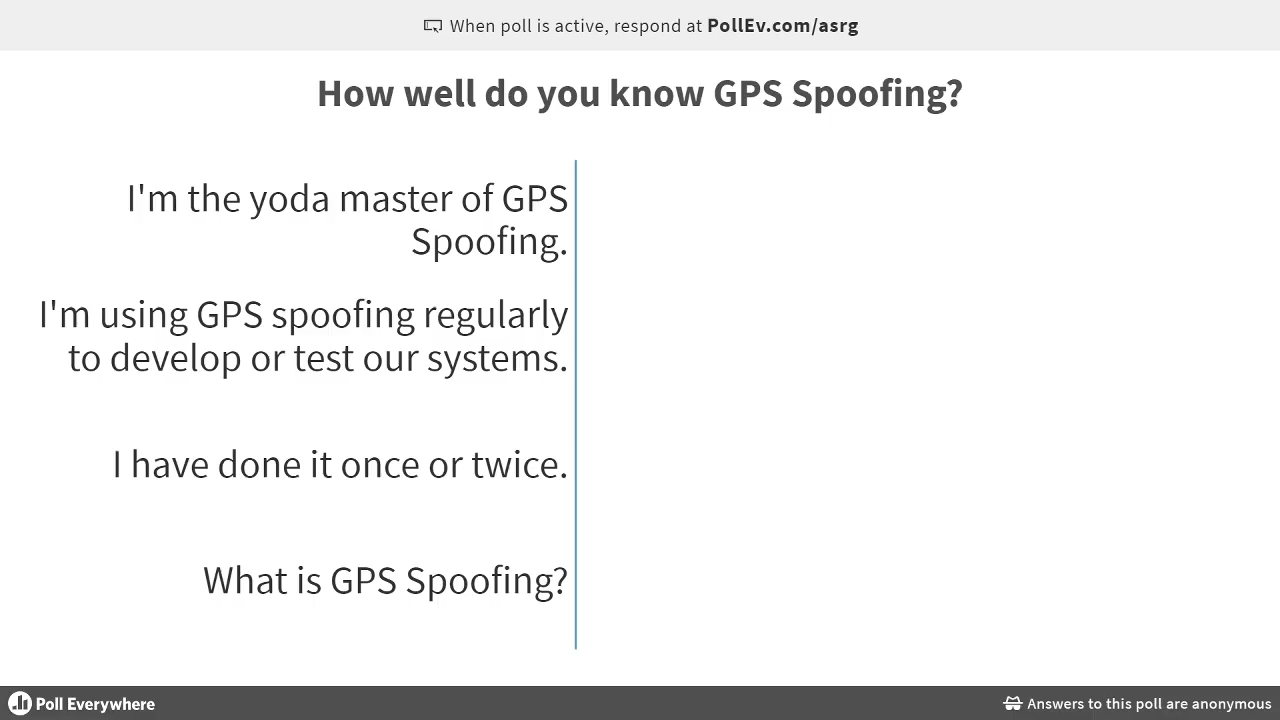 When poll is active, respond at PollEv.com/asrg
How well do you know GPS Spoofing?
I'm the yoda master of GPS
Spoofing.
I'm using GPS spoofing regularly
to develop or test our systems.
I have done it once or twice.
What is GPS Spoofing?
Poll Everywhere
Answers to this poll are anonymous